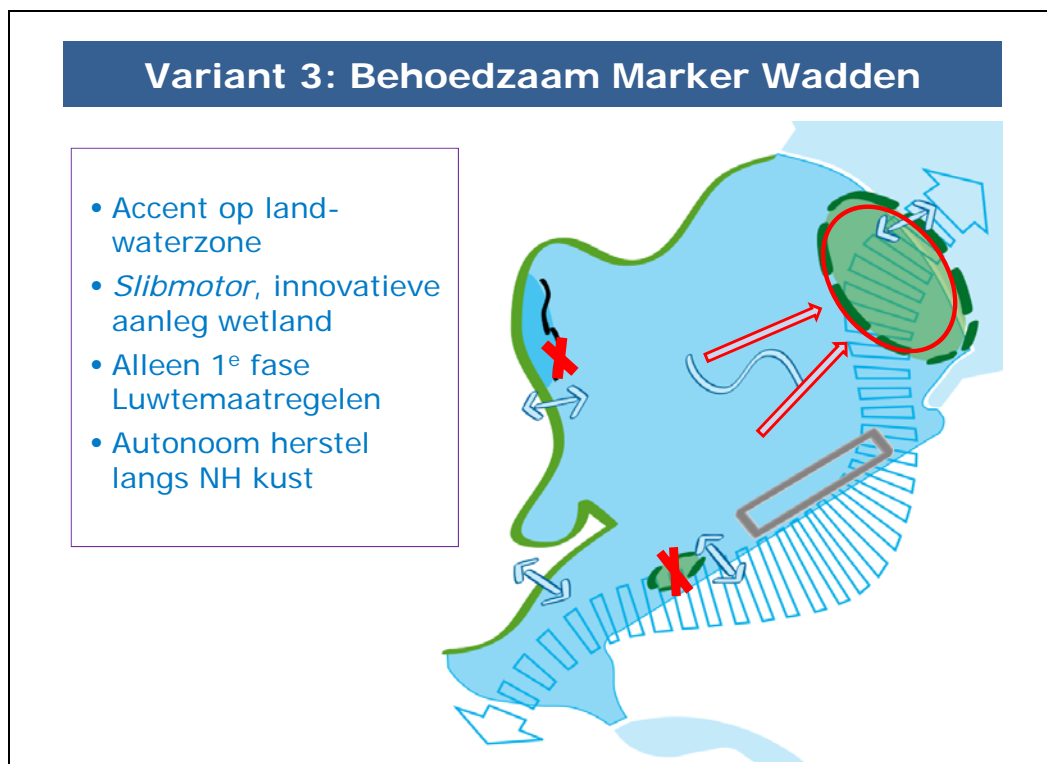 Variant 3: Behoedzaam Marker Wadden
• Accent op land-
waterzone
• Slibmotor, innovatieve
aanleg wetland
• Alleen 1e fase
Luwtemaatregelen
• Autonoom herstel
langs NH kust